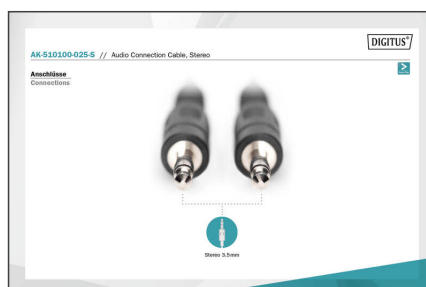 DIGITUS®
AK-510100-025-S // Audio Connection Cable, Stereo
Anschlüsse
Connections
Stereo 3.5mm